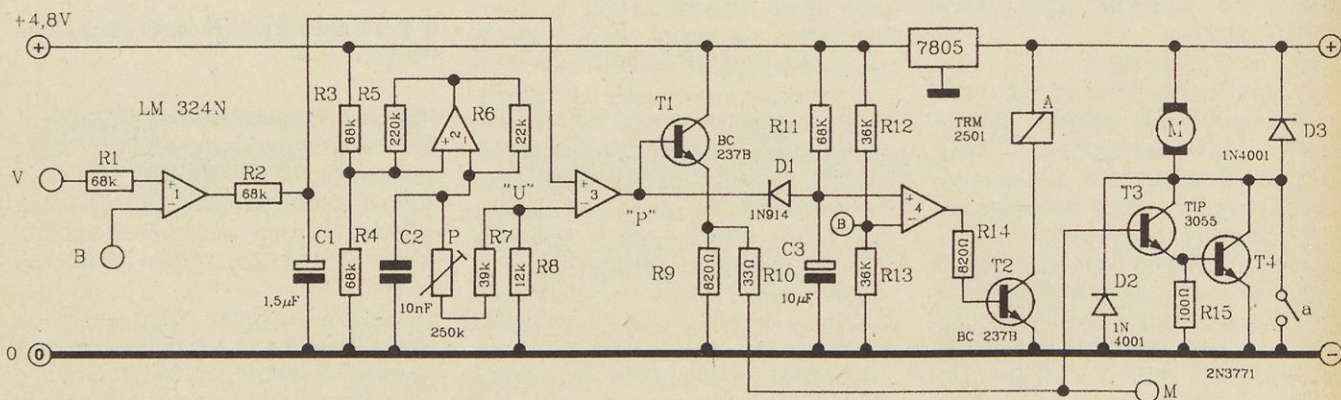 +4,8V
LM 324N
V
R1
68k
+
-
1
B
R2
68k
C1
1,5µF
R3
68k
R4
68k
R5
220k
+
2
-
R6
22k
C2
10nF
P
250k
R7
39k
"U"
R8
12k
+
-
3
"P"
T1
BC
237B
R9
820Ω
R10
33Ω
D1
1N914
R11
68K
C3
10µF
R12
36K
B
R13
36K
+
-
4
7805
R14
820Ω
TRM
2501
A
T2
BC 237B
M
D3
1N4001
T3
TIP
3055
T4
D2
1N
4001
100Ω
R15
a
2N3771
M
0
0
+
+
-